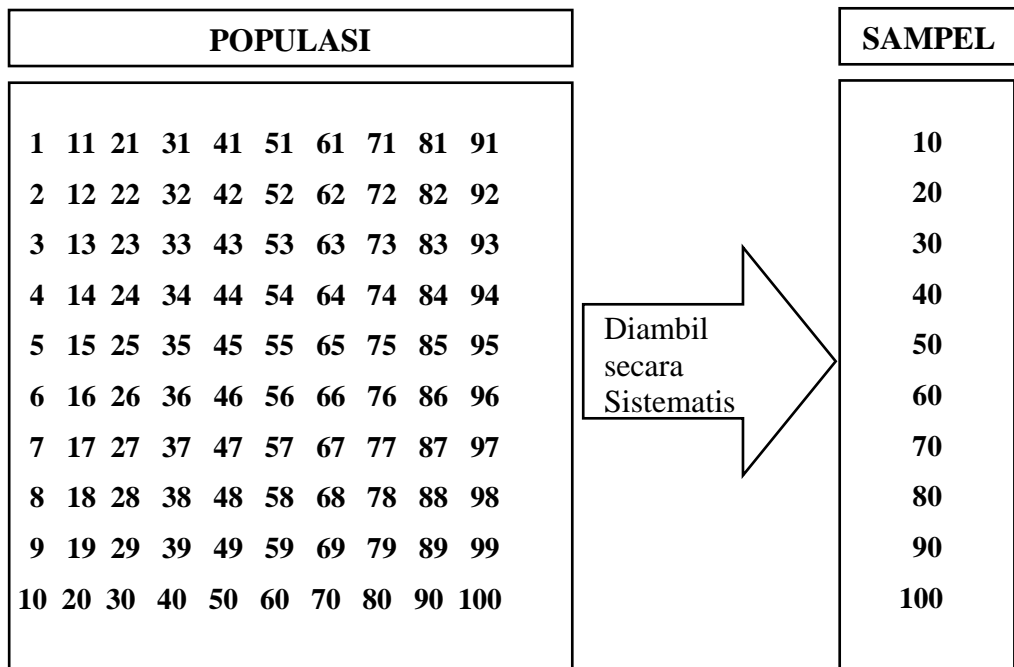 POPULASI
SAMPEL
1 11 21 31 41 51 61 71 81 91
2 12 22 32 42 52 62 72 82 92
3 13 23 33 43 53 63 73 83 93
4 14 24 34 44 54 64 74 84 94
5 15 25 35 45 55 65 75 85 95
6 16 26 36 46 56 66 76 86 96
7 17 27 37 47 57 67 77 87 97
8 18 28 38 48 58 68 78 88 98
9 19 29 39 49 59 69 79 89 99
10 20 30 40 50 60 70 80 90 100
Diambil
secara
Sistematis
10
20
30
40
50
60
70
80
90
100